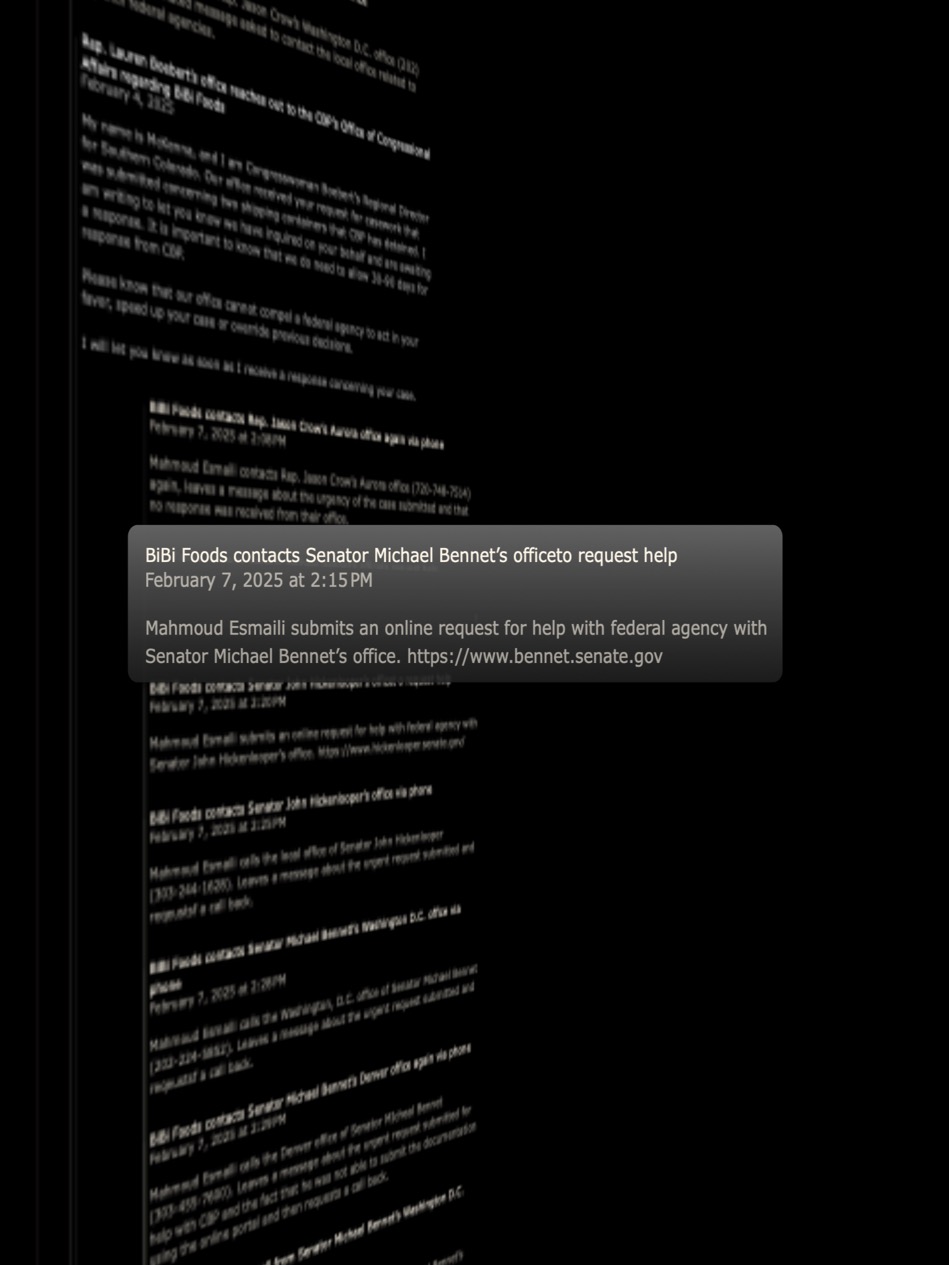 Rep. Jason Crow's Washington D.C. office (202)
message asked to contact the local office related to
federal agencies.
Rep. Lauren Boebert's office reaches out to the CBP's Office of Congressional
Affairs regarding BiBi Foods
February 4, 2025
My name is McKenna, and I am Congresswoman Boebert's Regional Director
for Southern Colorado. Our office received your request for casework that
was submitted concerning two shipping containers that CBP has detained. I
am writing to let you know we have inquired on your behalf and are awaiting
a response. It is important to know that we do need to allow 30-90 days for
response from CBP.
Please know that our office cannot compel a federal agency to act in your
favor, speed up your case or override previous decisions.
I will let you know as soon as I receive a response concerning your case.
BiBi Foods contacts Rep. Jason Crow's Aurora office again via phone
February 7, 2025 at 2:08PM
Mahmoud Esmaili contacts Rep. Jason Crow's Aurora office (720-748-7514)
again, leaves a message about the urgency of the case submitted and that
no response was received from their office.
BiBi Foods contacts Senator Michael Bennet’s officeto request help
February 7, 2025 at 2:15PM
Mahmoud Esmaili submits an online request for help with federal agency with
Senator Michael Bennet’s office. https://www.bennet.senate.gov
BiBi Foods contacts Senator John Hickenlooper's office request help
February 7, 2025 at 2:20PM
Mahmoud Esmaili submits an online request for help with federal agency with
Senator John Hickenlooper's office. https://www.hickenlooper.senate.gov/
BiBi Foods contacts Senator John Hickenlooper's office via phone
February 7, 2025 at 2:25PM
Mahmoud Esmaili calls the local office of Senator John Hickenlooper
(303-244-1628). Leaves a message about the urgent request submitted and
a call back.
BiBi Foods contacts Senator Michael Bennet's Washington D.C. office via
phone
February 7, 2025 at 2:28PM
Mahmoud Esmaili calls the Washington, D.C. office of Senator Michael Bennet
(202-224-5852). Leaves a message about the urgent request submitted and
a call back.
BiBi Foods contacts Senator Michael Bennet's Denver office again via phone
February 7, 2025 at 2:29PM
Mahmoud Esmaili calls the Denver office of Senator Michael Bennet
(303-455-7600). Leaves a message about the urgent request submitted for
help with CBP and the fact that he was not able to submit the documentation
using the online portal and then requests a call back.
from Senator Michael Bennet's Washington D.C.